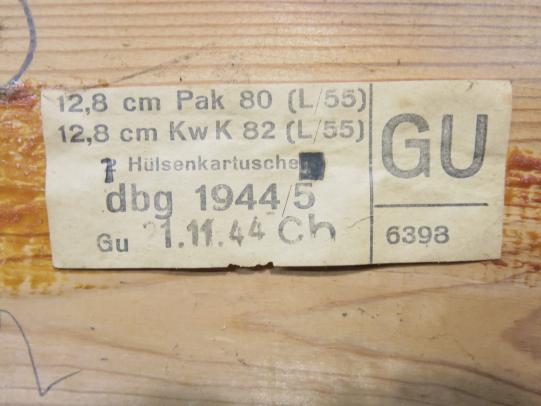 12,8 cm Pak 80 (L/55)
12,8 cm KwK 82 (L/55)
Hülsenkartusche
dbg 1944/5
Gu 1.11.44 Ch
GU
6398